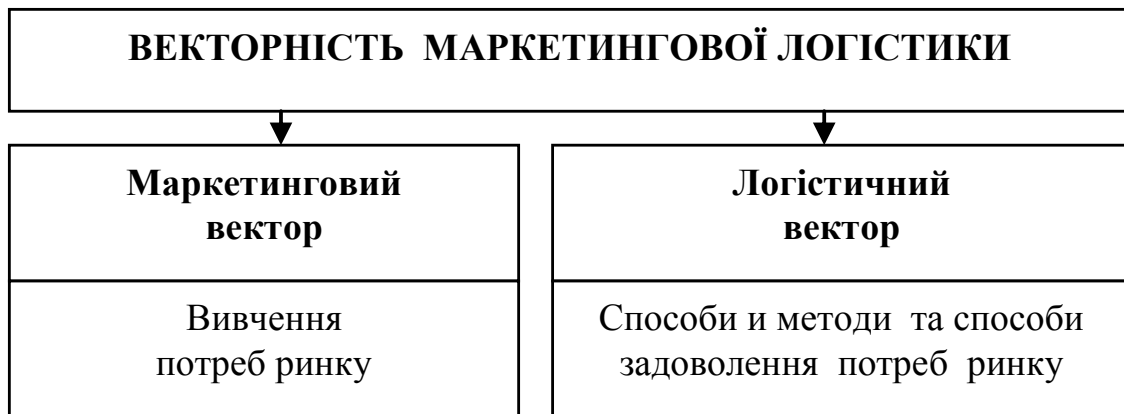 ВЕКТОРНІСТЬ МАРКЕТИНГОВОЇ ЛОГІСТИКИ
Маркетинговий
вектор
Вивчення
потреб ринку
Логістичний
вектор
Способи и методи та способи
задоволення потреб ринку